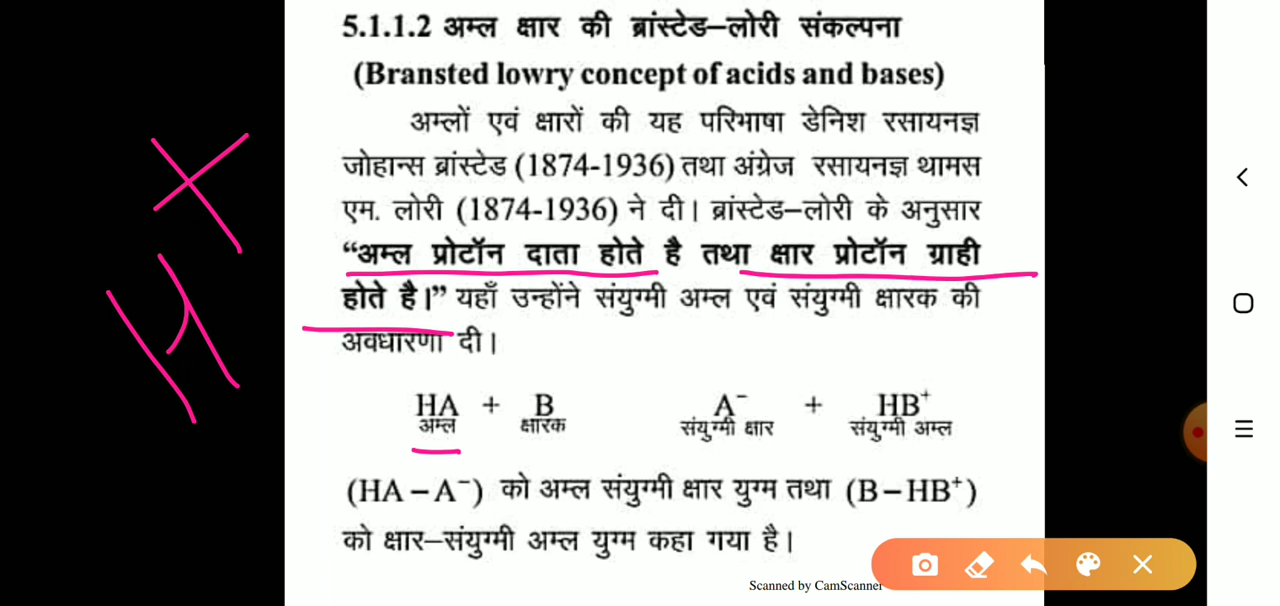 5.1.1.2 अम्ल क्षार की ब्रांस्टेड–लोरी संकल्पना
(Bransted lowry concept of acids and bases)
अम्लों एवं क्षारों की यह परिभाषा डेनिश रसायनज्ञ
जोहान्स ब्रांस्टेड (1874-1936) तथा अंग्रेज रसायनज्ञ थामस
एम. लोरी (1874-1936) ने दी। ब्रांस्टेड–लोरी के अनुसार
“अम्ल प्रोटॉन दाता होते है तथा क्षार प्रोटॉन ग्राही
होते है।” यहाँ उन्होंने संयुग्मी अम्ल एवं संयुग्मी क्षारक की
अवधारणा दी।
HA + B A⁻ + HB⁺
अम्ल क्षारक संयुग्मी क्षार संयुग्मी अम्ल
(HA – A⁻) को अम्ल संयुग्मी क्षार युग्म तथा (B – HB⁺)
को क्षार–संयुग्मी अम्ल युग्म कहा गया है।
Scanned by CamScanner
H+